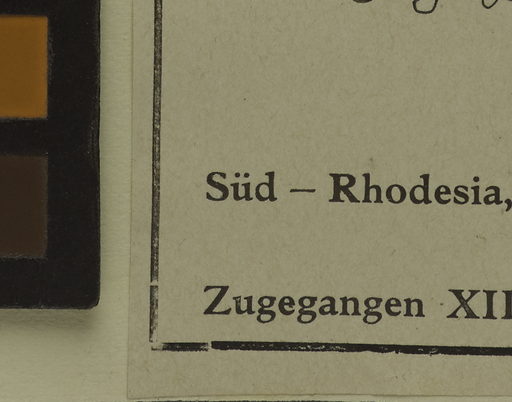 Süd – Rhodesia,
Zugegangen XII